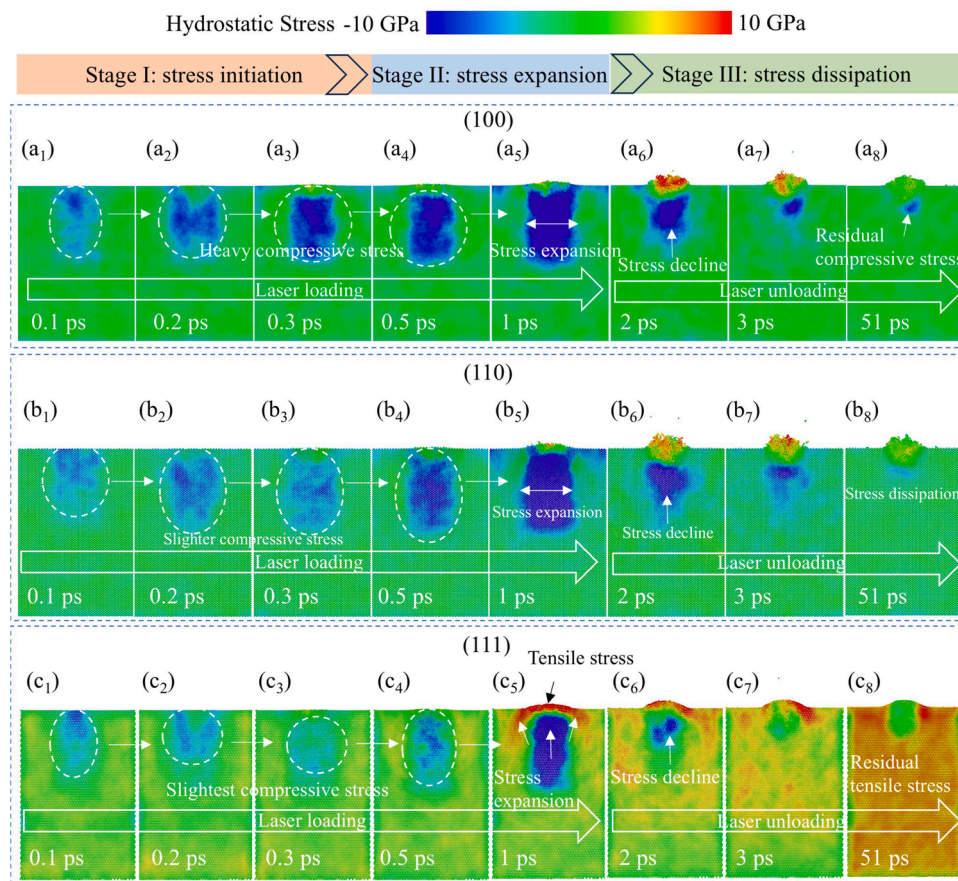 Hydrostatic Stress -10 GPa 10 GPa
Stage I: stress initiation Stage II: stress expansion Stage III: stress dissipation
(100)
(a₁) (a₂) (a₃) (a₄) (a₅) (a₆) (a₇) (a₈)
Heavy compressive stress
Stress expansion
Stress decline
Residual
compressive stress
Laser loading Laser unloading
0.1 ps 0.2 ps 0.3 ps 0.5 ps 1 ps 2 ps 3 ps 51 ps
(110)
(b₁) (b₂) (b₃) (b₄) (b₅) (b₆) (b₇) (b₈)
Slighter compressive stress
Stress expansion
Stress decline
Stress dissipation
Laser loading Laser unloading
0.1 ps 0.2 ps 0.3 ps 0.5 ps 1 ps 2 ps 3 ps 51 ps
(111)
Tensile stress
(c₁) (c₂) (c₃) (c₄) (c₅) (c₆) (c₇) (c₈)
Slightest compressive stress
Stress
expansion
Stress decline
Residual
tensile stress
Laser loading Laser unloading
0.1 ps 0.2 ps 0.3 ps 0.5 ps 1 ps 2 ps 3 ps 51 ps